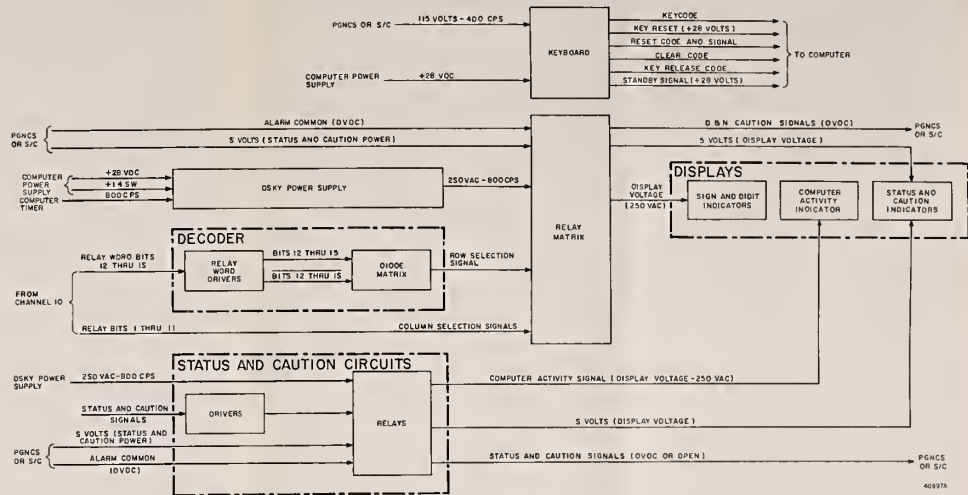 PGNCS OR S/C
115 VOLTS-400 CPS
COMPUTER POWER
SUPPLY
+28 VDC
KEYBOARD
KEYCODE
KEY RESET (+28 VOLTS)
RESET CODE AND SIGNAL
CLEAR CODE
KEY RELEASE CODE
STANDBY SIGNAL (+28 VOLTS)
TO COMPUTER
PGNCS
OR S/C
ALARM COMMON (0VDC)
5 VOLTS (STATUS AND CAUTION POWER)
COMPUTER
POWER
SUPPLY
COMPUTER
TIMER
+28 VDC
+14 SW
800 CPS
DSKY POWER SUPPLY
250VAC-800CPS
RELAY
MATRIX
D & N CAUTION SIGNALS (0VDC)
5 VOLTS (DISPLAY VOLTAGE)
PGNCS
OR S/C
DISPLAY
VOLTAGE
(250 VAC)
DISPLAYS
SIGN AND DIGIT
INDICATORS
COMPUTER
ACTIVITY
INDICATOR
STATUS AND
CAUTION
INDICATORS
DECODER
RELAY WORD BITS
12 THRU 15
RELAY
WORD
DRIVERS
BITS 12 THRU 15
BITS 12 THRU 15
DIODE
MATRIX
ROW SELECTION
SIGNAL
FROM
CHANNEL 10
RELAY BITS 1 THRU 11
COLUMN SELECTION SIGNALS
STATUS AND CAUTION CIRCUITS
DSKY POWER
SUPPLY
250 VAC-800 CPS
STATUS AND CAUTION
SIGNALS
DRIVERS
RELAYS
5 VOLTS (STATUS AND
CAUTION POWER)
PGNCS
OR S/C
ALARM COMMON
(0VDC)
COMPUTER ACTIVITY SIGNAL (DISPLAY VOLTAGE-250 VAC)
5 VOLTS (DISPLAY VOLTAGE)
STATUS AND CAUTION SIGNALS (0VDC OR OPEN)
PGNCS
OR S/C
40897A